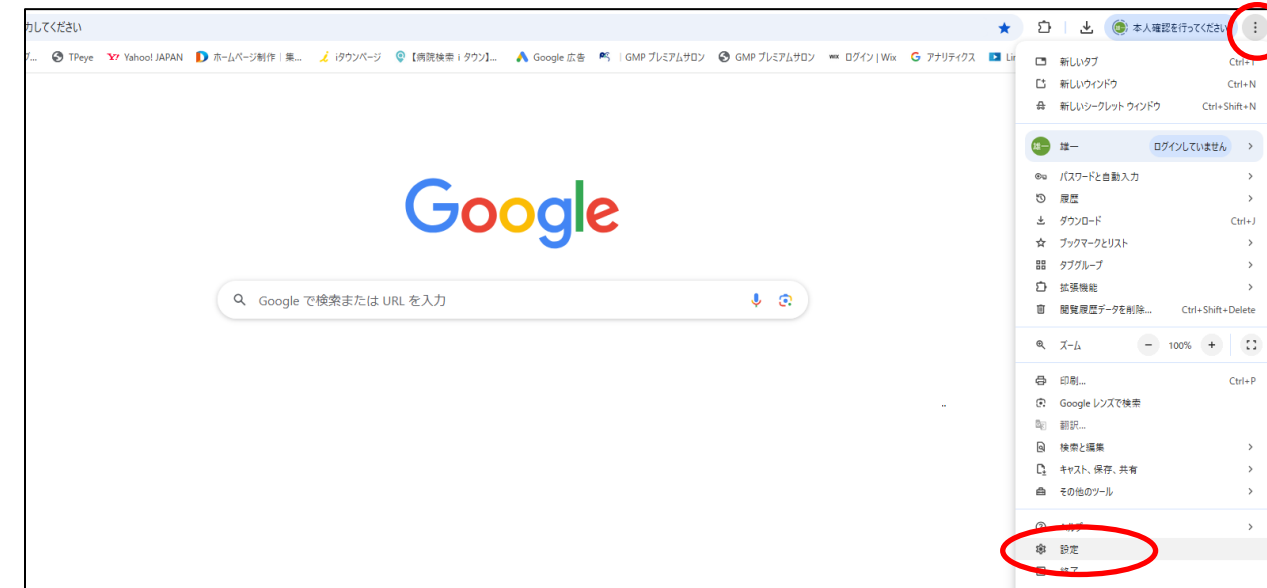 力してください
本人確認を行ってください
TPeye Yahoo! JAPAN ホームページ制作 | 集... iタウンページ 【病院検索 i タウン】... Google 広告 GMP プレミアムサロン GMP プレミアムサロン ログイン | Wix アナリティクス
新しいタブ Ctrl+T
新しいウィンドウ Ctrl+N
新しいシークレット ウィンドウ Ctrl+Shift+N
雄一 雄一 ログインしていません
パスワードと自動入力
履歴
ダウンロード Ctrl+J
ブックマークとリスト
タブグループ
拡張機能
閲覧履歴データを削除... Ctrl+Shift+Delete
ズーム − 100% +
Google
Google で検索または URL を入力
印刷... Ctrl+P
Google レンズで検索
翻訳...
検索と編集
キャスト、保存、共有
その他のツール
ヘルプ
設定
終了